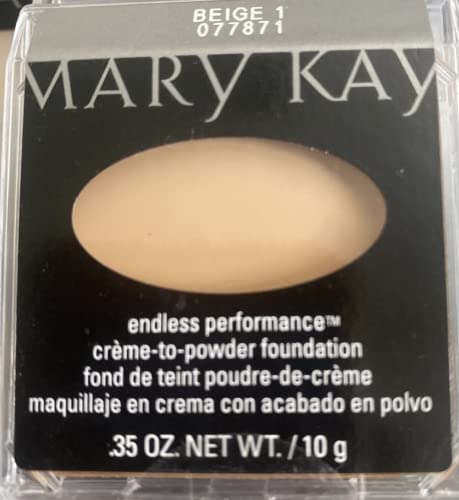 BEIGE 1
077871
MARY KAY
endless performance™
crème-to-powder foundation
fond de teint poudre-de-crème
maquillaje en crema con acabado en polvo
.35 OZ. NET WT. / 10 g